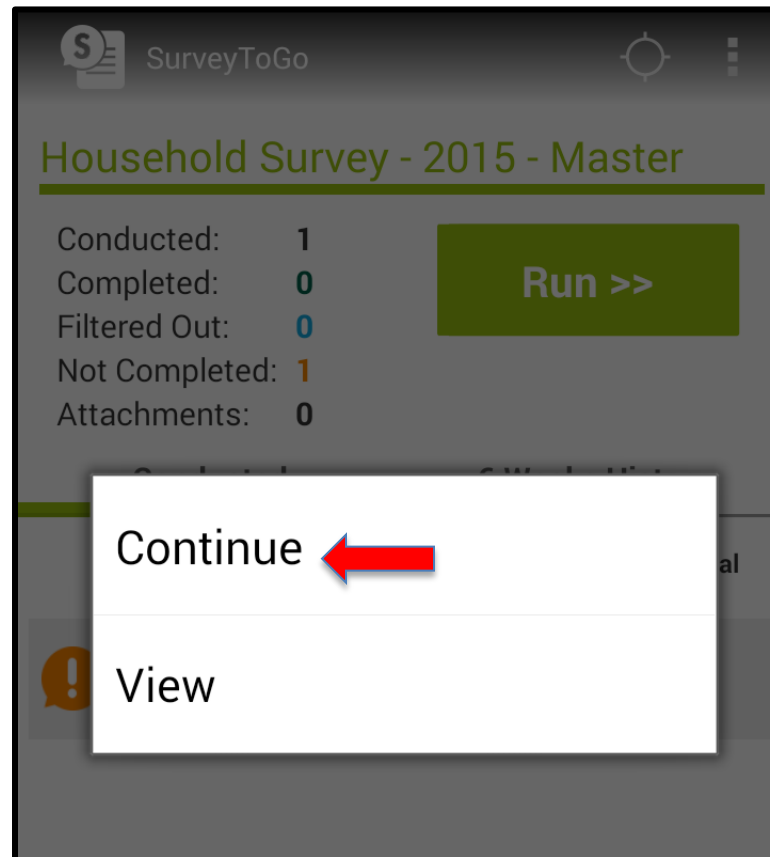 S
SurveyToGo
Household Survey - 2015 - Master
Conducted: 1
Completed: 0
Filtered Out: 0
Not Completed: 1
Attachments: 0
Run >>
Continue
al
View